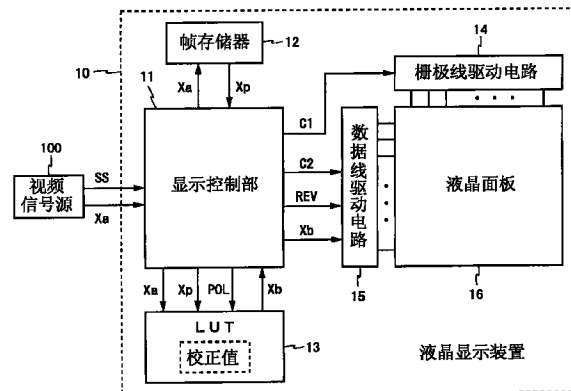 帧存储器
12
14
栅极线驱动电路
10
11
Xa
Xp
C1
100
视频
信号源
SS
Xa
显示控制部
C2
REV
Xb
数据线驱动电路
15
液晶面板
16
Xa
Xp
POL
Xb
LUT
校正值
13
液晶显示装置